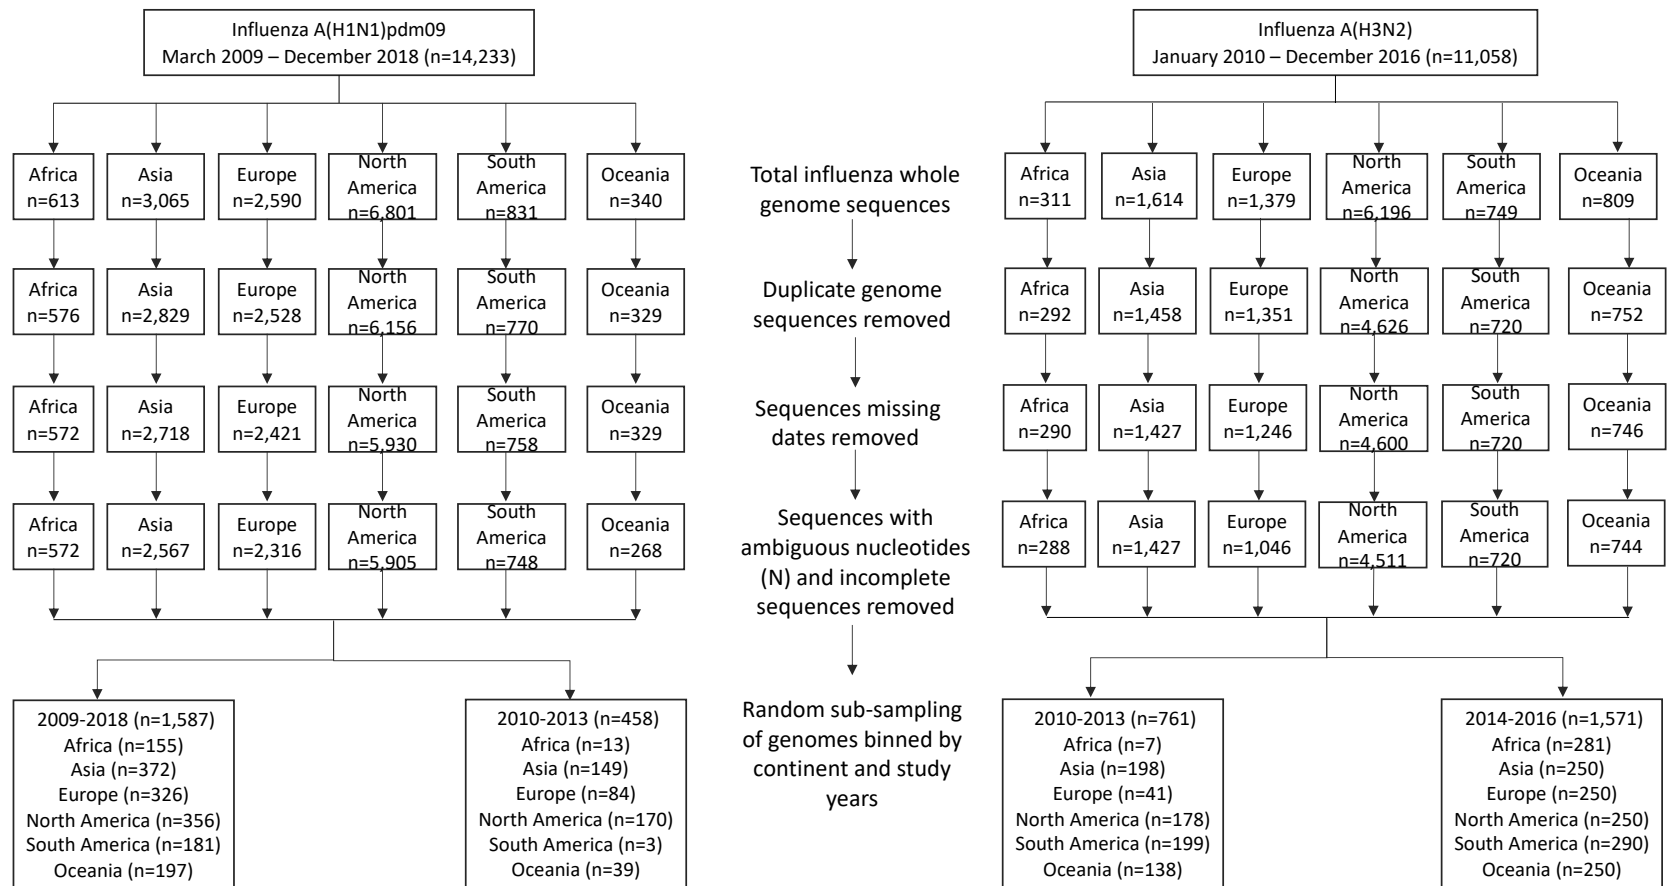 Influenza A(H1N1)pdm09
March 2009 – December 2018 (n=14,233)
Africa
n=613
Asia
n=3,065
Europe
n=2,590
North
America
n=6,801
South
America
n=831
Oceania
n=340
Africa
n=576
Asia
n=2,829
Europe
n=2,528
North
America
n=6,156
South
America
n=770
Oceania
n=329
Africa
n=572
Asia
n=2,718
Europe
n=2,421
North
America
n=5,930
South
America
n=758
Oceania
n=329
Africa
n=572
Asia
n=2,567
Europe
n=2,316
North
America
n=5,905
South
America
n=748
Oceania
n=268
2009-2018 (n=1,587)
Africa (n=155)
Asia (n=372)
Europe (n=326)
North America (n=356)
South America (n=181)
Oceania (n=197)
2010-2013 (n=458)
Africa (n=13)
Asia (n=149)
Europe (n=84)
North America (n=170)
South America (n=3)
Oceania (n=39)
Total influenza whole
genome sequences
Duplicate genome
sequences removed
Sequences missing
dates removed
Sequences with
ambiguous nucleotides
(N) and incomplete
sequences removed
Random sub-sampling
of genomes binned by
continent and study
years
Influenza A(H3N2)
January 2010 – December 2016 (n=11,058)
Africa
n=311
Asia
n=1,614
Europe
n=1,379
North
America
n=6,196
South
America
n=749
Oceania
n=809
Africa
n=292
Asia
n=1,458
Europe
n=1,351
North
America
n=4,626
South
America
n=720
Oceania
n=752
Africa
n=290
Asia
n=1,427
Europe
n=1,246
North
America
n=4,600
South
America
n=720
Oceania
n=746
Africa
n=288
Asia
n=1,427
Europe
n=1,046
North
America
n=4,511
South
America
n=720
Oceania
n=744
2010-2013 (n=761)
Africa (n=7)
Asia (n=198)
Europe (n=41)
North America (n=178)
South America (n=199)
Oceania (n=138)
2014-2016 (n=1,571)
Africa (n=281)
Asia (n=250)
Europe (n=250)
North America (n=250)
South America (n=290)
Oceania (n=250)